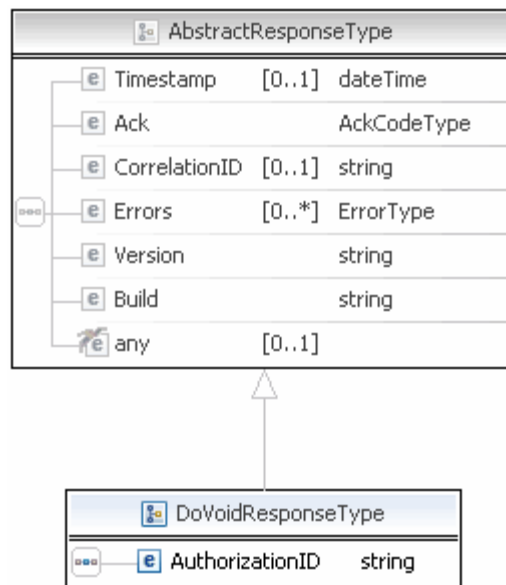 AbstractResponseType
e Timestamp [0..1] dateTime
e Ack AckCodeType
e CorrelationID [0..1] string
e Errors [0..*] ErrorType
e Version string
e Build string
e any [0..1]
DoVoidResponseType
e AuthorizationID string